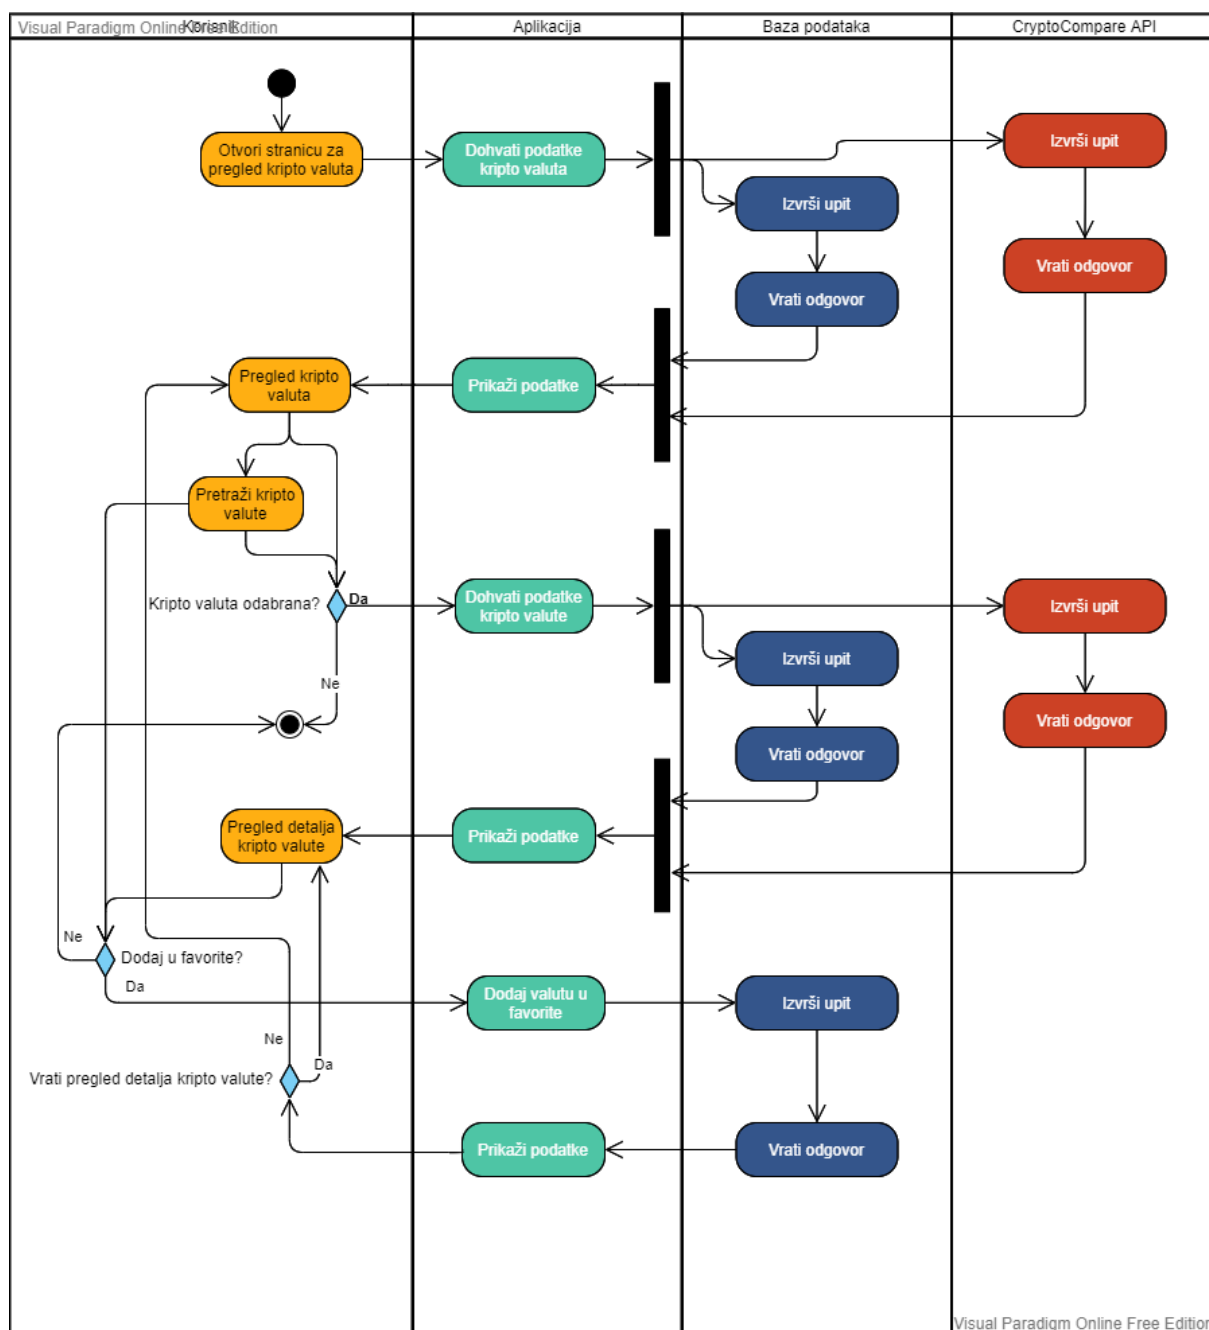 Visual Paradigm Online Free Edition
Korisnik
Aplikacija
Baza podataka
CryptoCompare API
Otvori stranicu za
pregled kripto valuta
Dohvati podatke
kripto valuta
Izvrši upit
Izvrši upit
Vrati odgovor
Vrati odgovor
Pregled kripto
valuta
Prikaži podatke
Pretraži kripto
valute
Kripto valuta odabrana?
Da
Dohvati podatke
kripto valute
Izvrši upit
Izvrši upit
Ne
Vrati odgovor
Vrati odgovor
Pregled detalja
kripto valute
Prikaži podatke
Ne
Dodaj u favorite?
Da
Dodaj valutu u
favorite
Izvrši upit
Ne
Da
Vrati pregled detalja kripto valute?
Prikaži podatke
Vrati odgovor
Visual Paradigm Online Free Edition